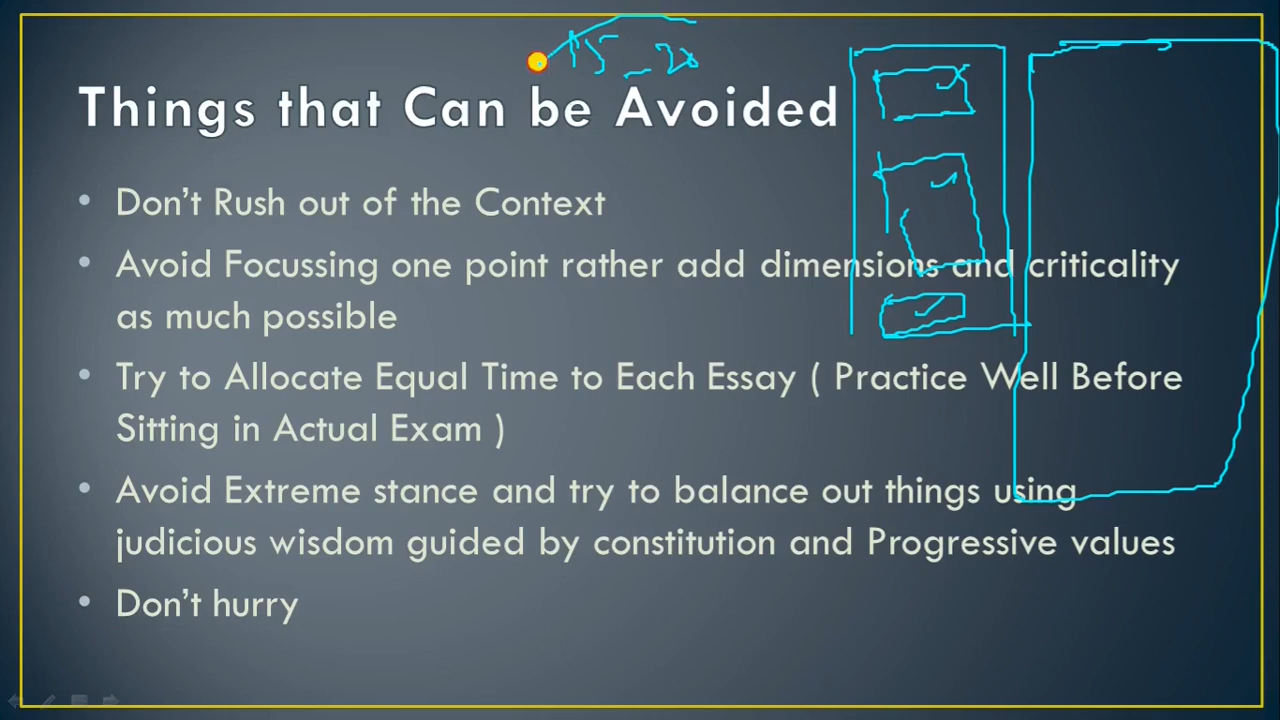 15 - 20
Things that Can be Avoided
• Don't Rush out of the Context
• Avoid Focussing one point rather add dimensions and criticality
as much possible
• Try to Allocate Equal Time to Each Essay ( Practice Well Before
Sitting in Actual Exam )
• Avoid Extreme stance and try to balance out things using
judicious wisdom guided by constitution and Progressive values
• Don't hurry